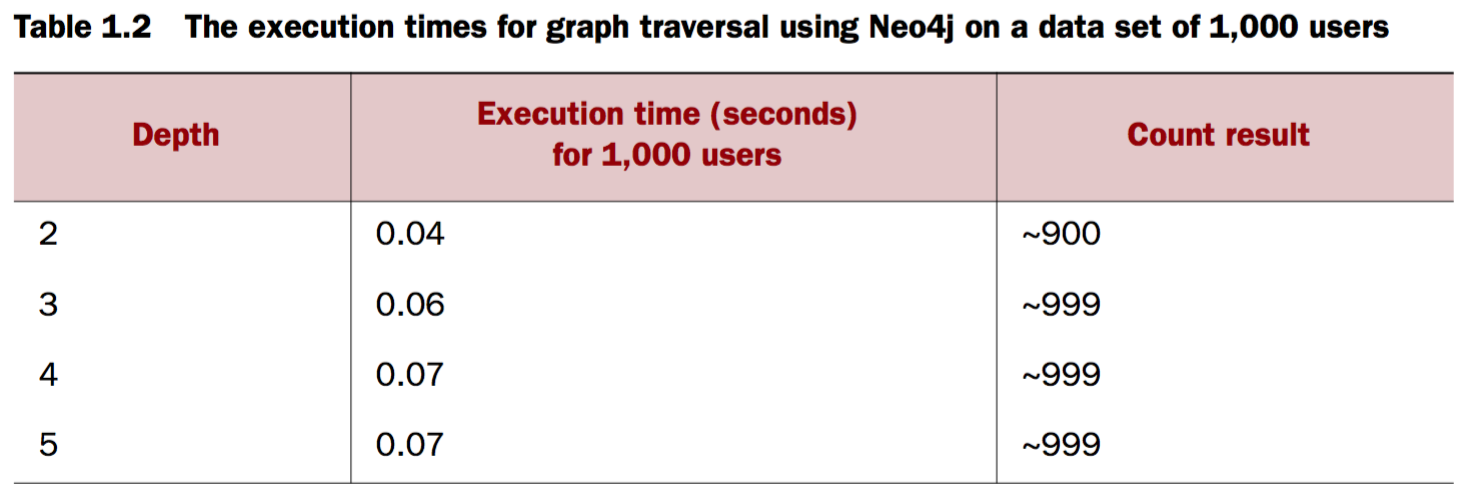 Table 1.2 The execution times for graph traversal using Neo4j on a data set of 1,000 users
Depth
Execution time (seconds)
for 1,000 users
Count result
2 0.04 ~900
3 0.06 ~999
4 0.07 ~999
5 0.07 ~999